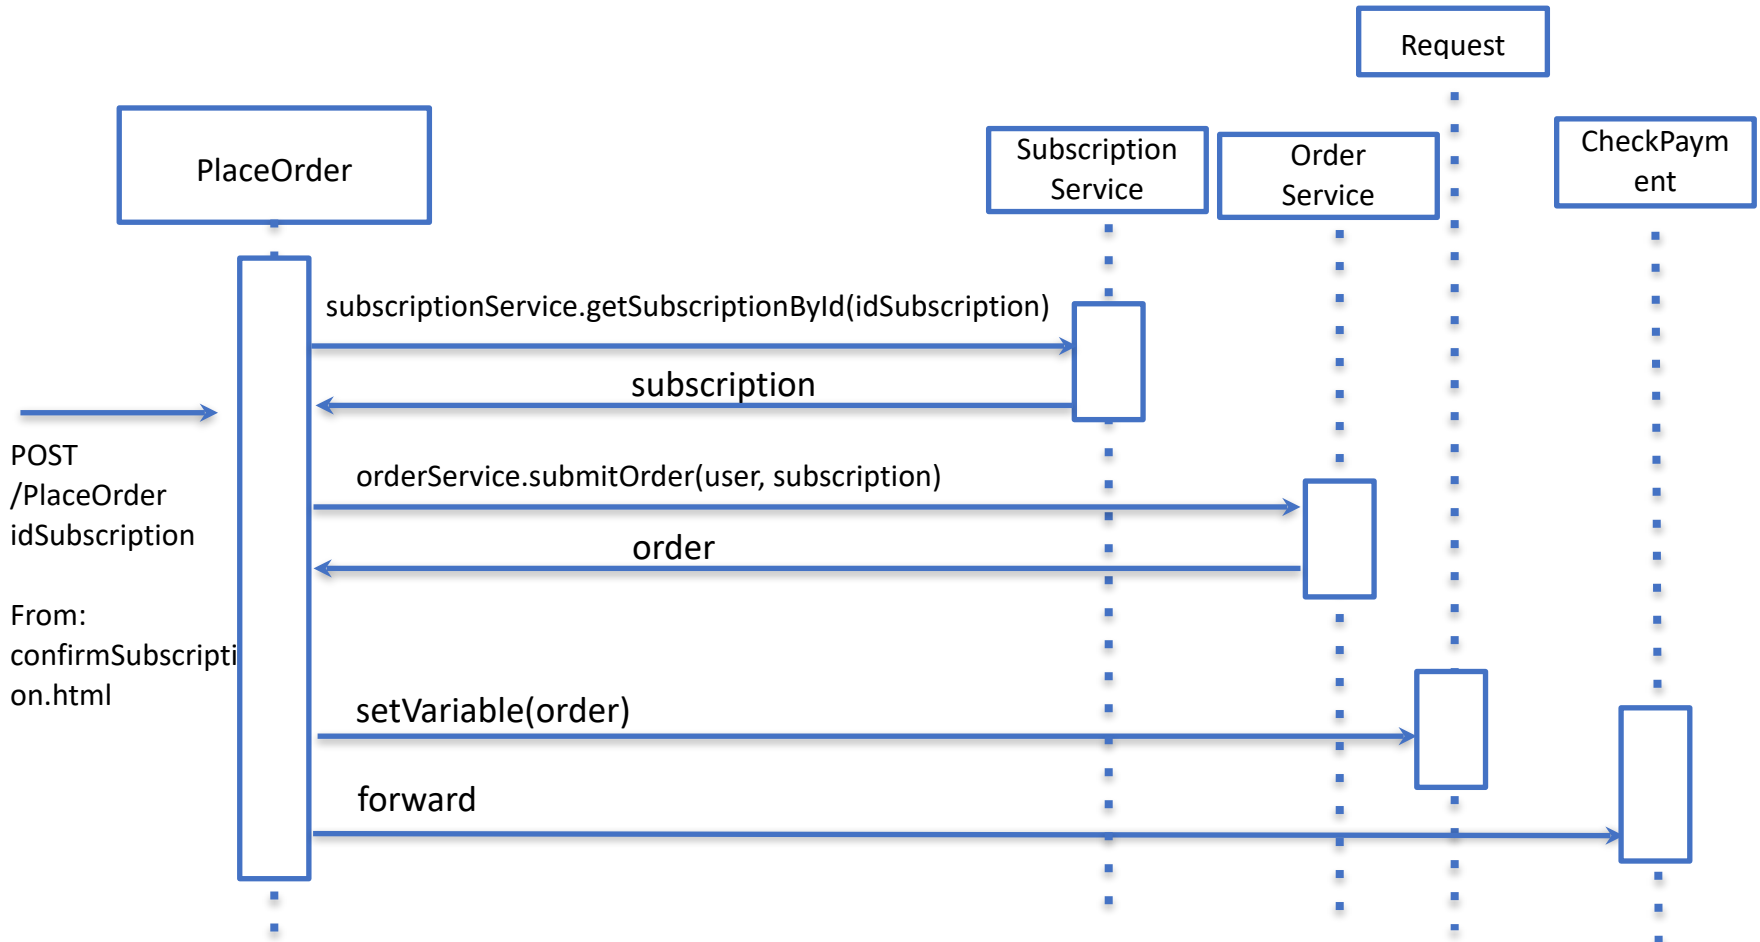 Request
PlaceOrder
Subscription
Service
Order
Service
CheckPaym
ent
subscriptionService.getSubscriptionById(idSubscription)
subscription
POST
/PlaceOrder
idSubscription
From:
confirmSubscripti
on.html
orderService.submitOrder(user, subscription)
order
setVariable(order)
forward